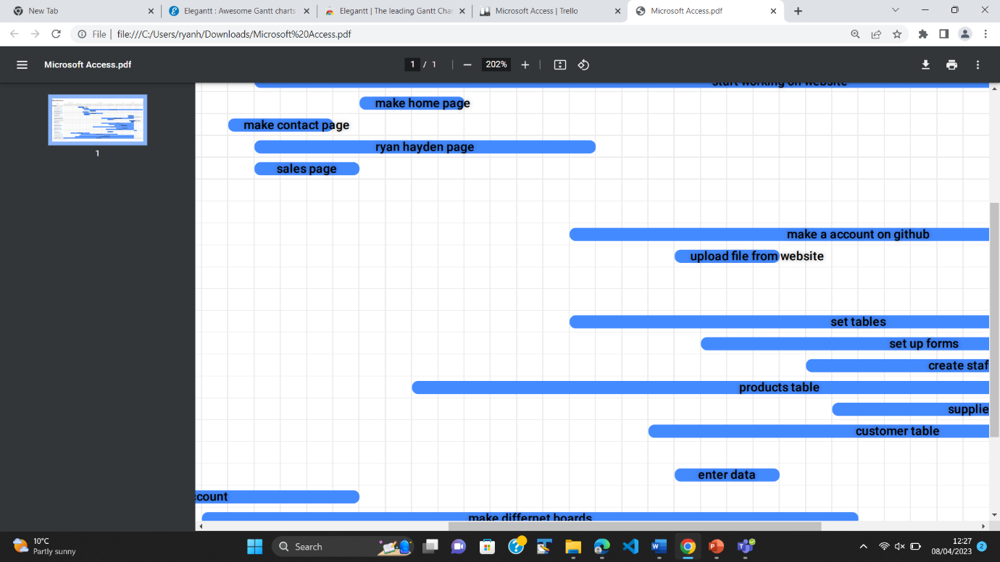 New Tab
Elegantt : Awesome Gantt charts
Elegantt | The leading Gantt Char
Microsoft Access | Trello
Microsoft Access.pdf
File | file:///C:/Users/ryanh/Downloads/Microsoft%20Access.pdf
Microsoft Access.pdf
1 / 1
202%
start working on website
make home page
make contact page
ryan hayden page
sales page
1
make a account on github
upload file from website
set tables
set up forms
create staf
products table
supplie
customer table
enter data
count
make differnet boards
10°C
Partly sunny
Search
12:27
08/04/2023
2